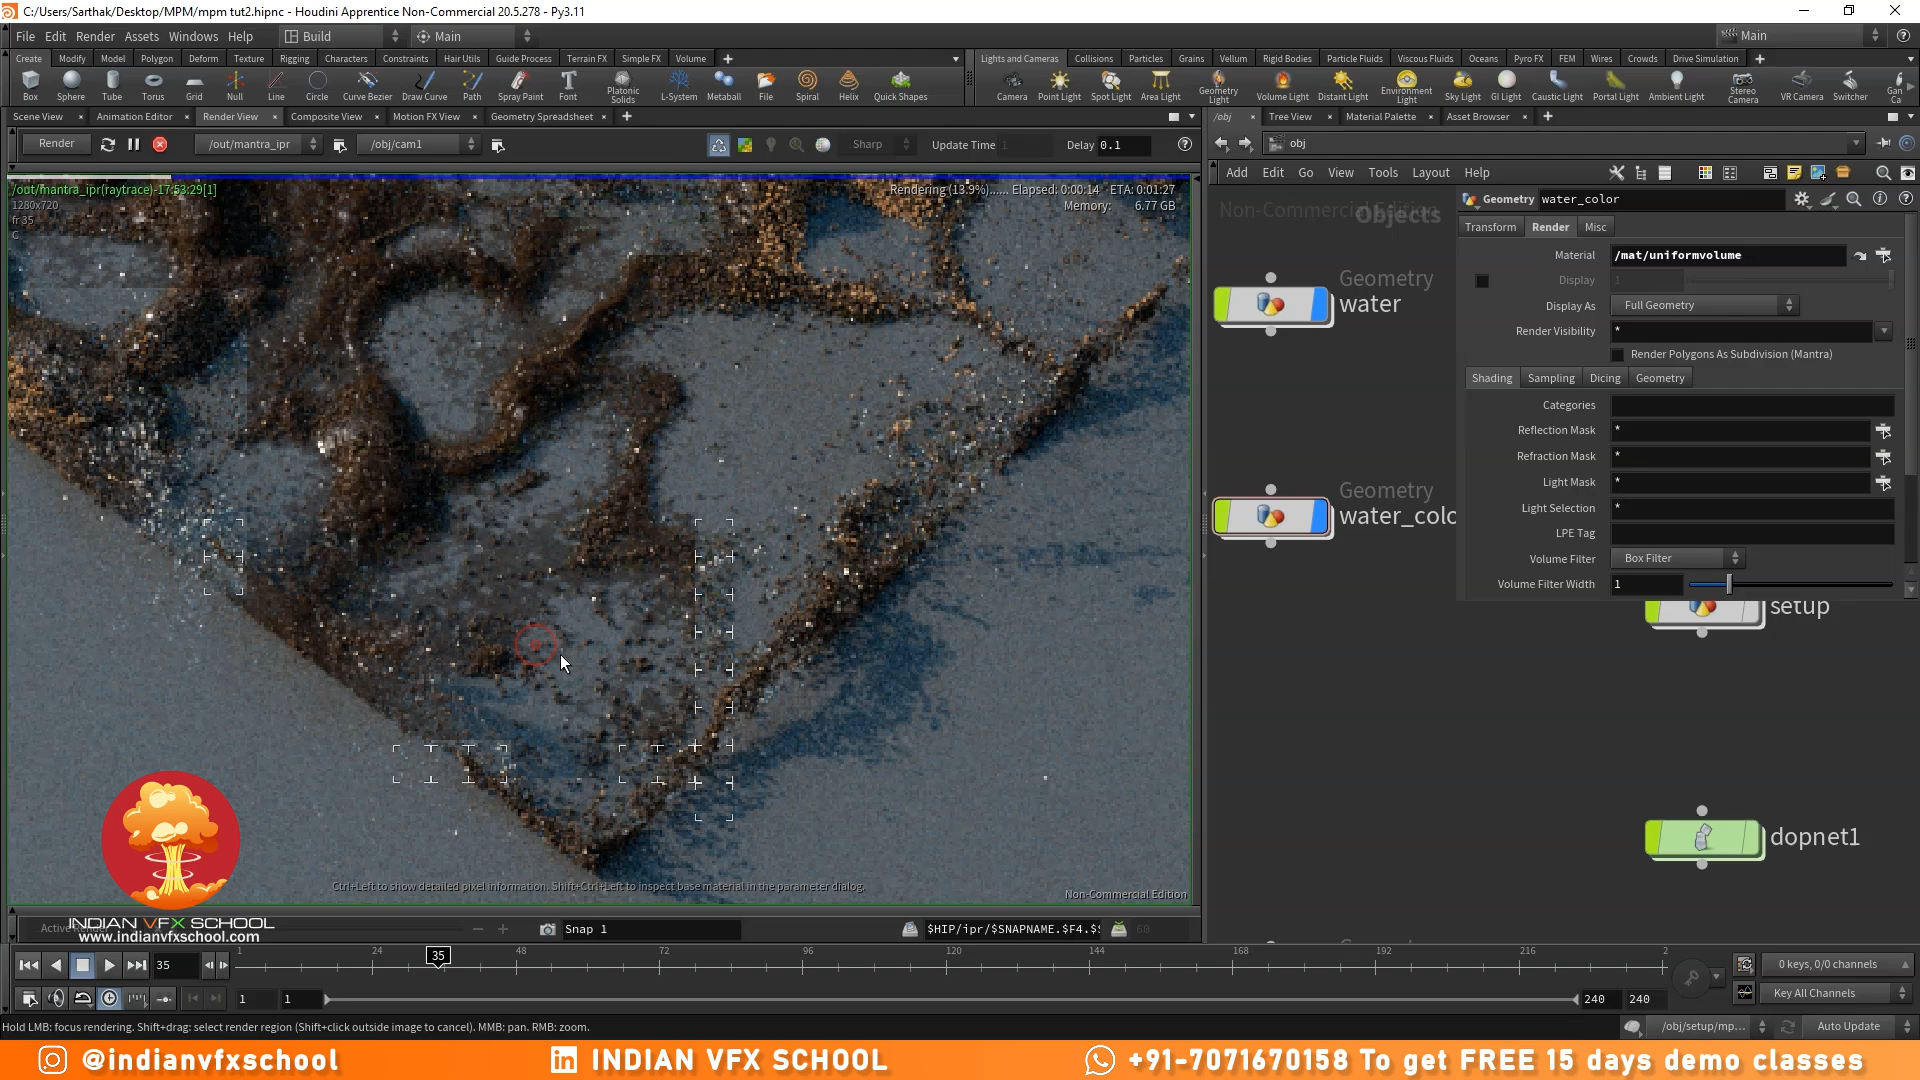 C:/Users/Sarthak/Desktop/MPM/mpm tut2.hipnc - Houdini Apprentice Non-Commercial 20.5.278 - Py3.11
File Edit Render Assets Windows Help Build Main Main
Create Modify Model Polygon Deform Texture Rigging Characters Constraints Hair Utils Guide Process Terrain FX Simple FX Volume
Lights and Cameras Collisions Particles Grains Vellum Rigid Bodies Particle Fluids Viscous Fluids Oceans Pyro FX FEM Wires Crowds Drive Simulation
Box Sphere Tube Torus Grid Null Line Circle Curve Bezier Draw Curve Path Spray Paint Font Platonic Solids L-System Metaball File Spiral Helix Quick Shapes
Camera Point Light Spot Light Area Light Geometry Light Volume Light Distant Light Environment Light Sky Light GI Light Caustic Light Portal Light Ambient Light Stereo Camera VR Camera Switcher
Scene View Animation Editor Render View Composite View Motion FX View Geometry Spreadsheet
/obj Tree View Material Palette Asset Browser
Render /out/mantra_ipr /obj/cam1 Sharp Update Time 1 Delay 0.1
obj
Add Edit Go View Tools Layout Help
/out/mantra_ipr(raytrace)-17:53:29[1]
1280x720
fr 35
C
Rendering (13.9%)...... Elapsed: 0:00:14 ETA: 0:01:27
Memory: 6.77 GB
Non-Commercial Edition
Objects
Geometry
water
Geometry
water_colo
setup
dopnet1
Geometry water_color
Transform Render Misc
Material /mat/uniformvolume
Display 1
Display As Full Geometry
Render Visibility *
Render Polygons As Subdivision (Mantra)
Shading Sampling Dicing Geometry
Categories
Reflection Mask *
Refraction Mask *
Light Mask *
Light Selection *
LPE Tag
Volume Filter Box Filter
Volume Filter Width 1
Ctrl+Left to show detailed pixel information. Shift+Ctrl+Left to inspect base material in the parameter dialog.
Non-Commercial Edition
INDIAN VFX SCHOOL
www.indianvfxschool.com
Snap 1 $HIP/ipr/$SNAPNAME.$F4.$ 60
35 1 24 35 48 72 96 120 144 168 192 216 2
0 keys, 0/0 channels
1 1 240 240
Key All Channels
Hold LMB: focus rendering. Shift+drag: select render region (Shift+click outside image to cancel). MMB: pan. RMB: zoom.
/obj/setup/mp... Auto Update
@indianvfxschool INDIAN VFX SCHOOL +91-7071670158 To get FREE 15 days demo classes